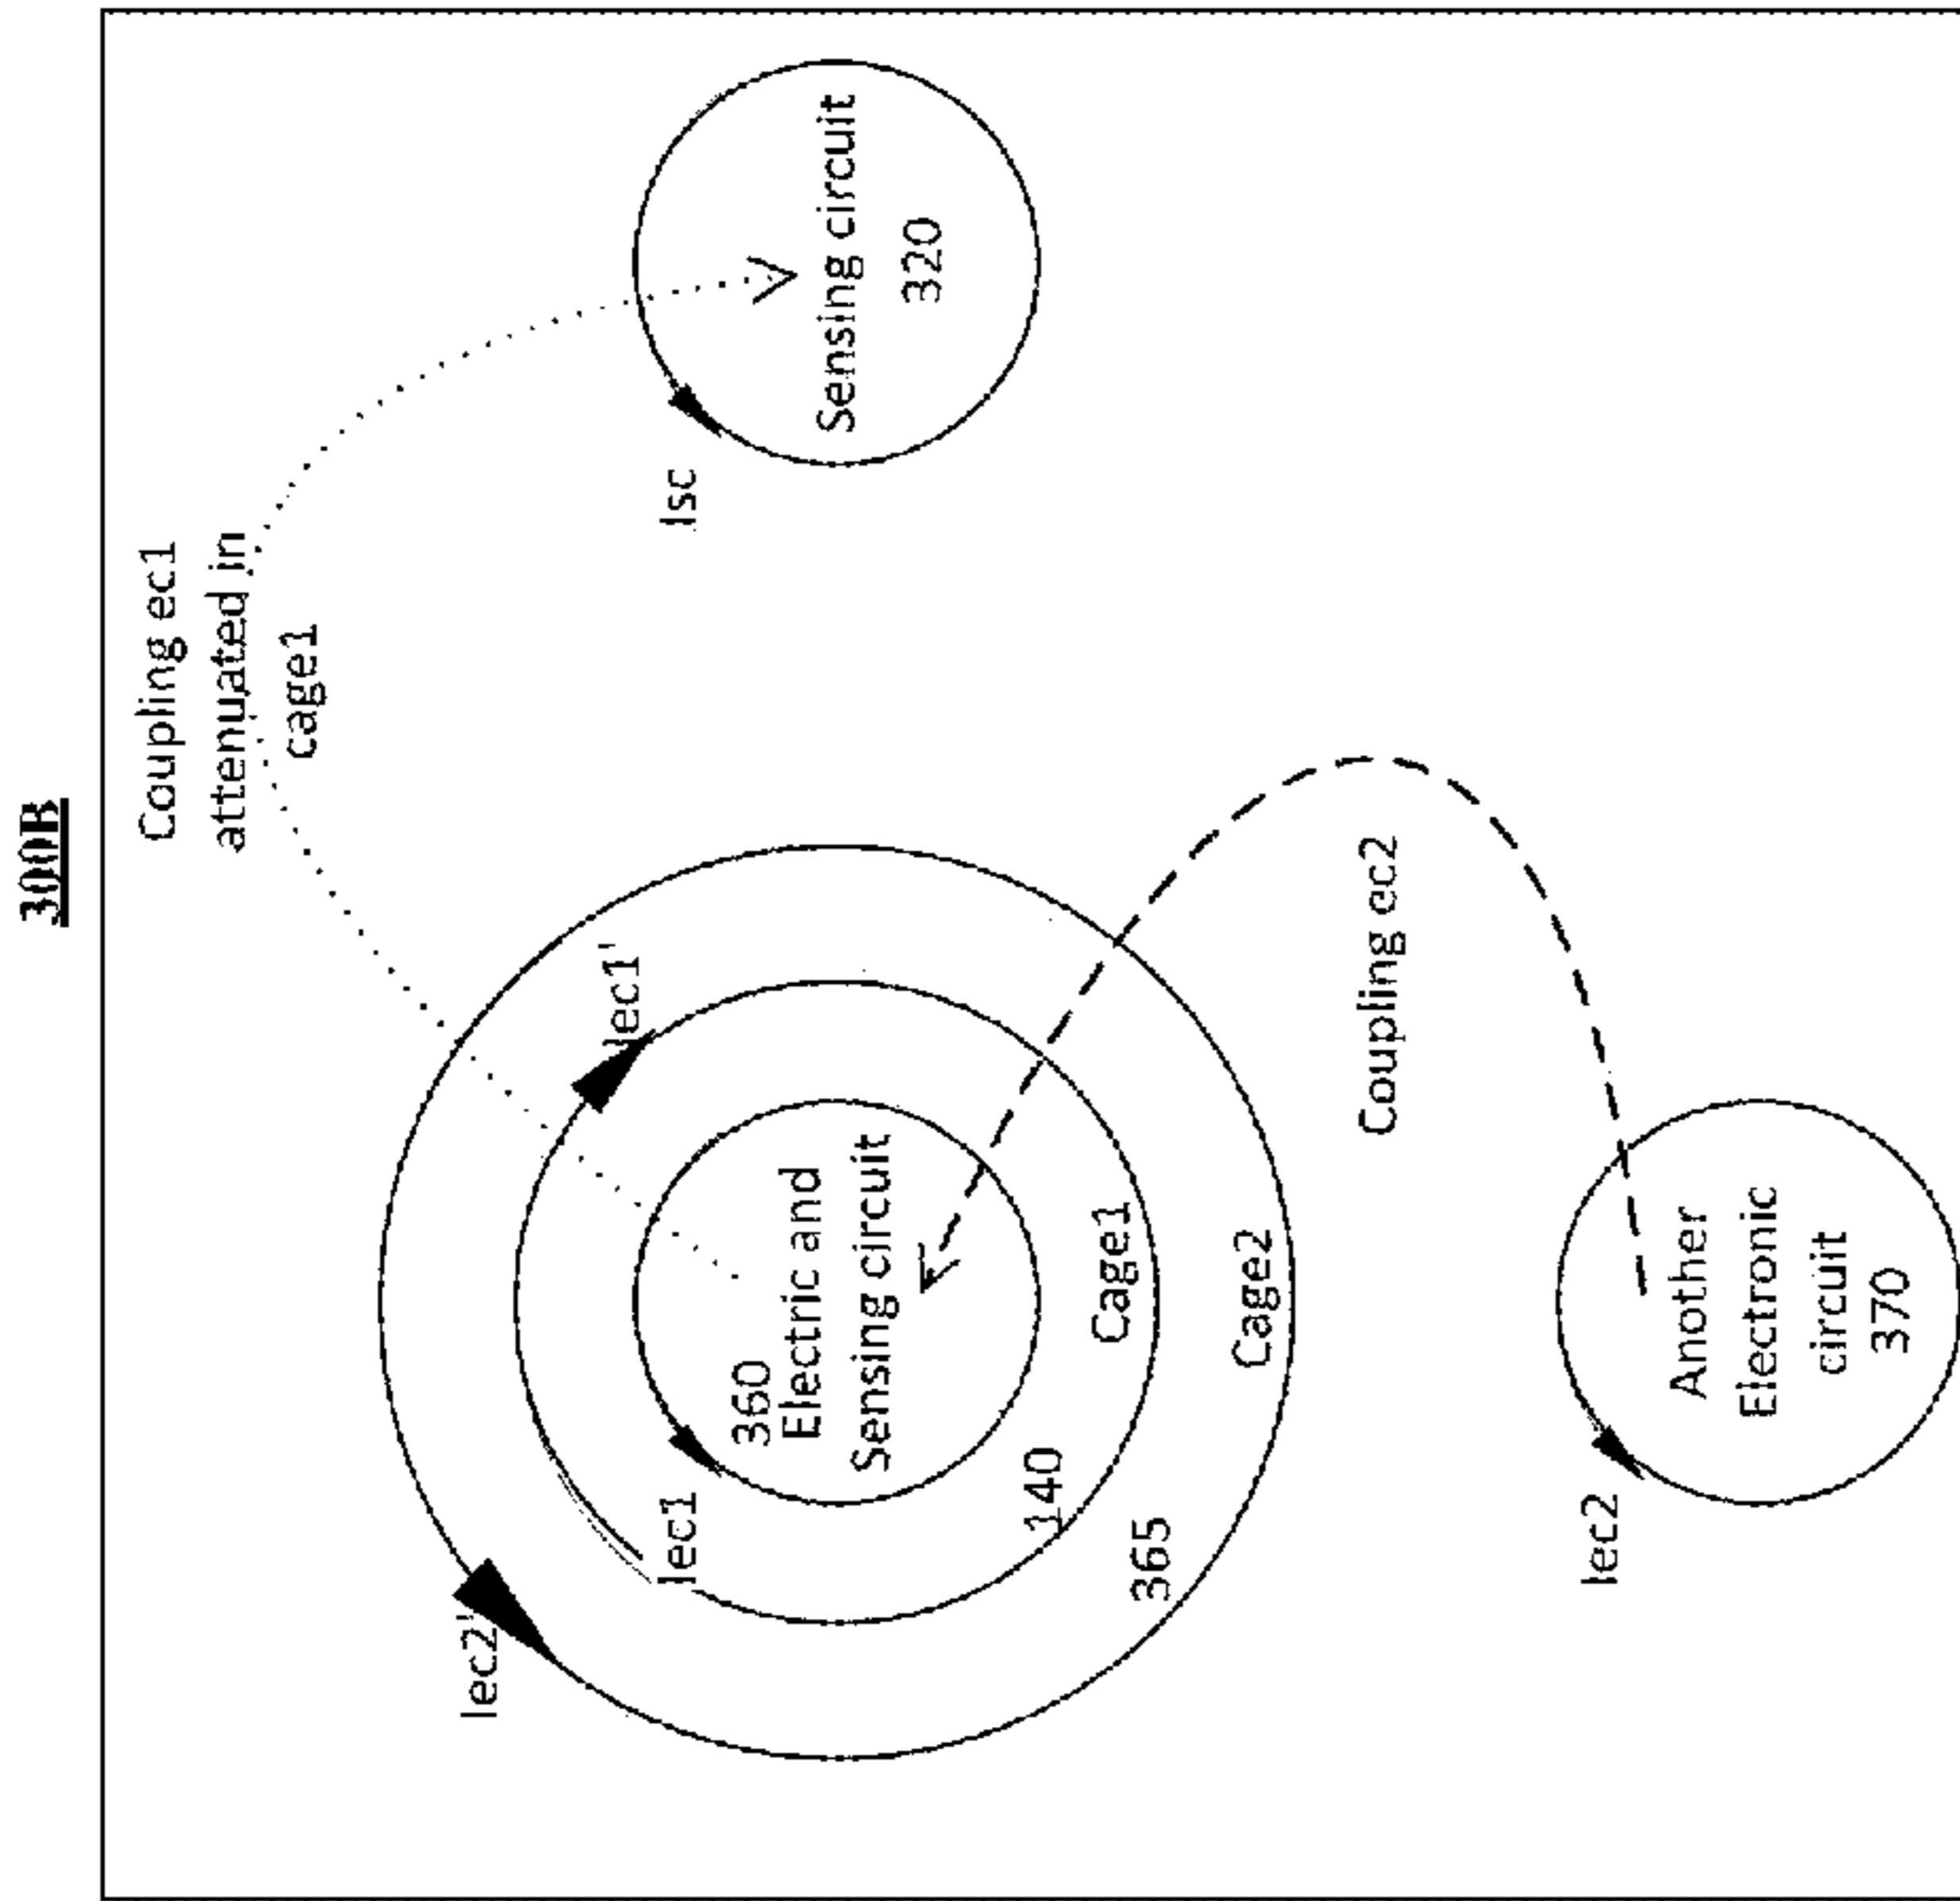 300B
Coupling ec1
attenuated in
cage1
Iec2'
Iec1'
Iec1
360
Electric and
Sensing circuit
140
Cage1
365
Cage2
Isc
Sensing circuit
320
Coupling ec2
Iec2
Another
Electronic
circuit
370